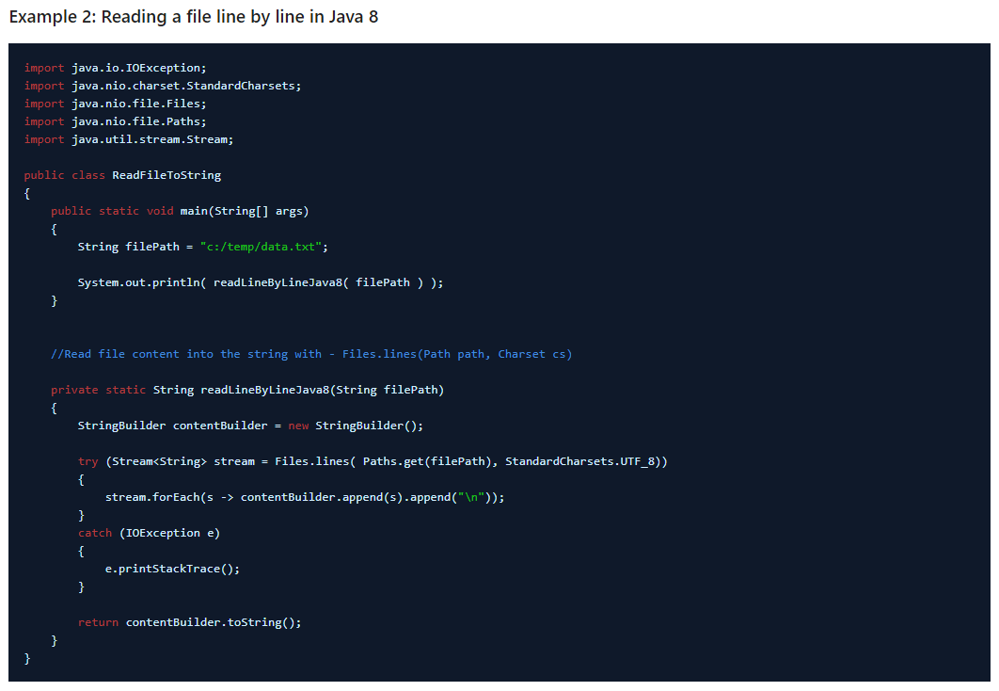 Example 2: Reading a file line by line in Java 8
import java.io.IOException;
import java.nio.charset.StandardCharsets;
import java.nio.file.Files;
import java.nio.file.Paths;
import java.util.stream.Stream;
public class ReadFileToString
{
    public static void main(String[] args)
    {
        String filePath = "c:/temp/data.txt";
        System.out.println( readLineByLineJava8( filePath ) );
    }
    //Read file content into the string with - Files.lines(Path path, Charset cs)
    private static String readLineByLineJava8(String filePath)
    {
        StringBuilder contentBuilder = new StringBuilder();
        try (Stream<String> stream = Files.lines( Paths.get(filePath), StandardCharsets.UTF_8))
        {
            stream.forEach(s -> contentBuilder.append(s).append("\n"));
        }
        catch (IOException e)
        {
            e.printStackTrace();
        }
        return contentBuilder.toString();
    }
}